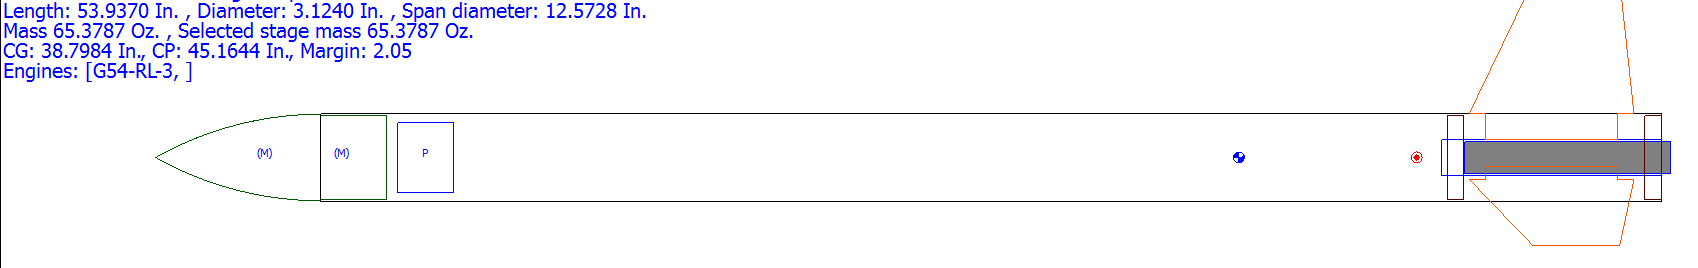 Length: 53.9370 In. , Diameter: 3.1240 In. , Span diameter: 12.5728 In.
Mass 65.3787 Oz. , Selected stage mass 65.3787 Oz.
CG: 38.7984 In., CP: 45.1644 In., Margin: 2.05
Engines: [G54-RL-3, ]
(M) (M) P